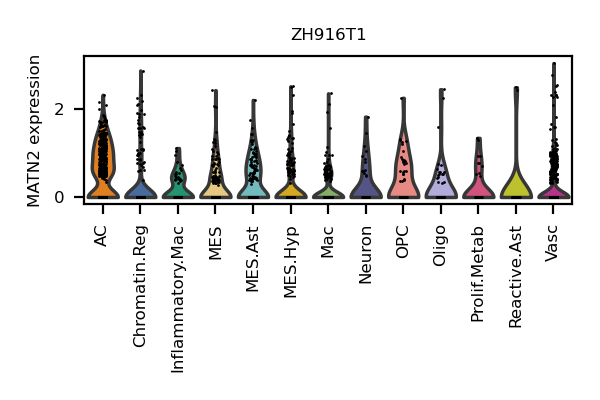 ZH916T1
MATN2 expression
2
0
AC
Chromatin.Reg
Inflammatory.Mac
MES
MES.Ast
MES.Hyp
Mac
Neuron
OPC
Oligo
Prolif.Metab
Reactive.Ast
Vasc